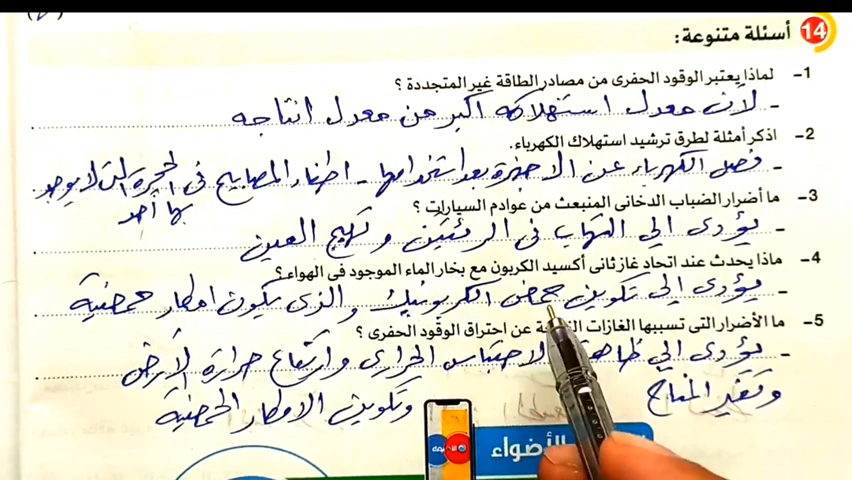 14 أسئلة متنوعة:
1- لماذا يعتبر الوقود الحفرى من مصادر الطاقة غير المتجددة ؟
- لأن معدل استهلاكه أكبر من معدل انتاجه
2- اذكر أمثلة لطرق ترشيد استهلاك الكهرباء.
- فصل الكهرباء عن الاجهزة بعد استخدامها - اطفاء المصابيح فى الحجرة التى لا يوجد
بها أحد
3- ما أضرار الضباب الدخانى المنبعث من عوادم السيارات ؟
- يؤدى الي التهاب فى الرئتين وتهيج العين
4- ماذا يحدث عند اتحاد غاز ثانى أكسيد الكربون مع بخار الماء الموجود فى الهواء؟
- يؤدى الى تكوين حمض الكربونيك والذى يكون امطار حمضية
5- ما الأضرار التى تسببها الغازات عن احتراق الوقود الحفرى ؟
- يؤدى الي الاحتباس الحرارى وارتفاع حرارة الأرض
وتغير المناخ وتكوين الامطار الحمضية
الأضواء